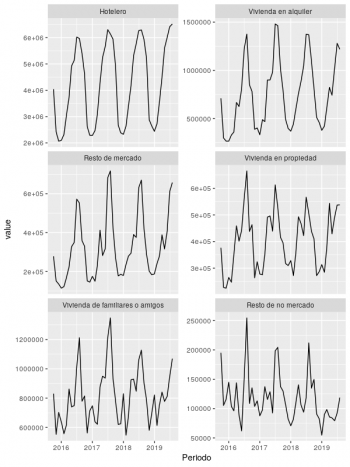 Hotelero
Vivienda en alquiler
6e+06
5e+06
4e+06
3e+06
2e+06
1500000
1000000
500000
Resto de mercado
Vivienda en propiedad
6e+05
4e+05
2e+05
6e+05
5e+05
4e+05
3e+05
value
Vivienda de familiares o amigos
Resto de no mercado
1200000
1000000
800000
600000
250000
200000
150000
100000
50000
2016 2017 2018 2019
2016 2017 2018 2019
Periodo